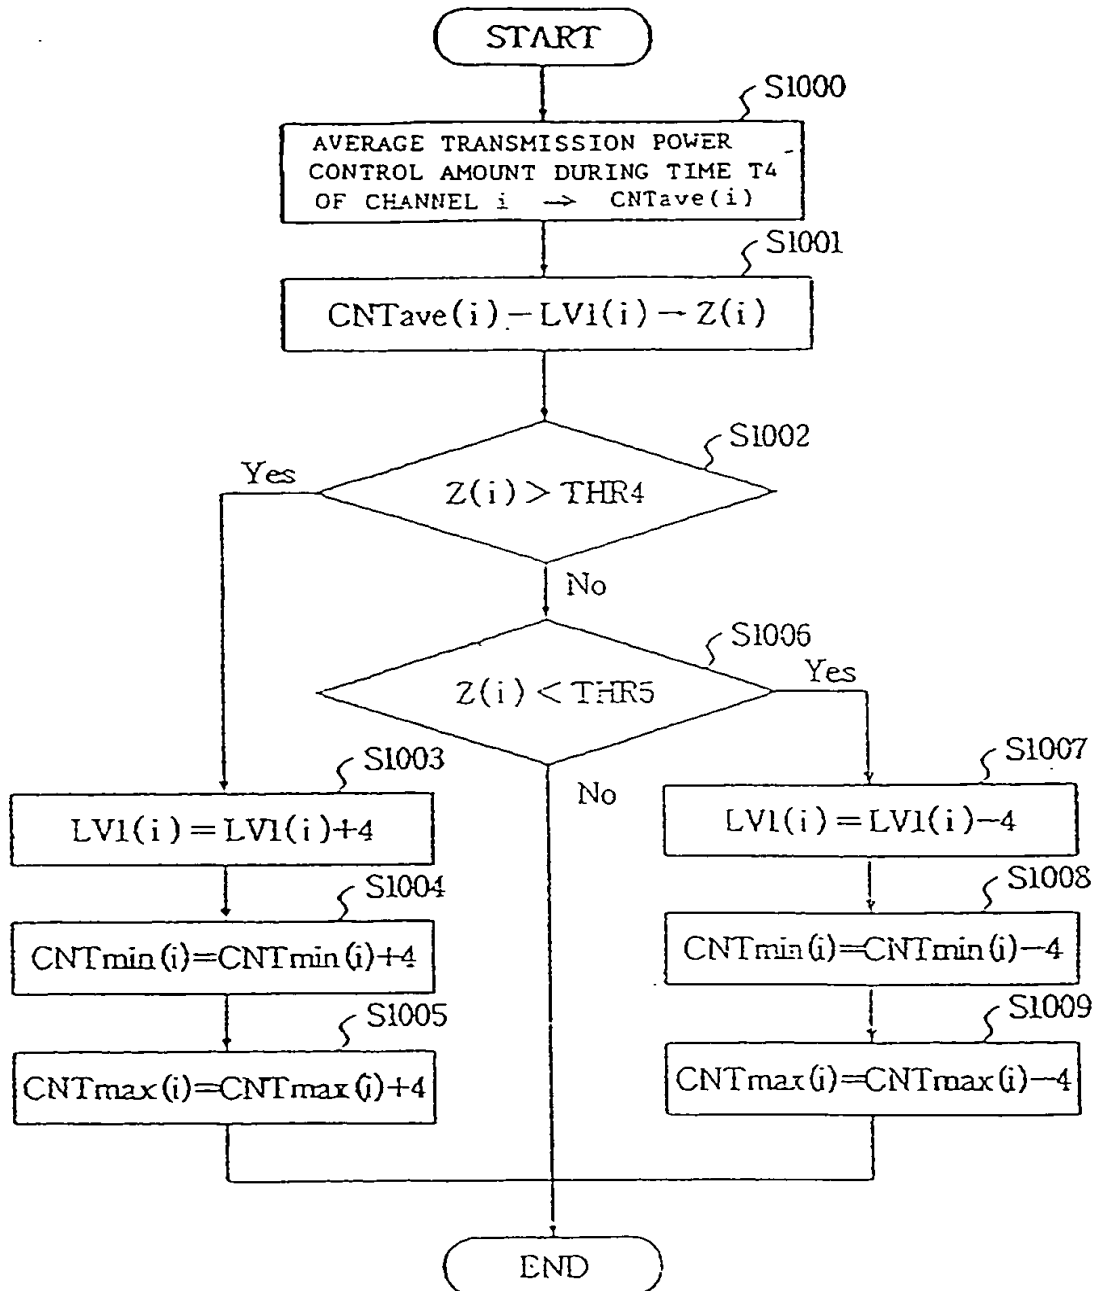 START
S1000
AVERAGE TRANSMISSION POWER
CONTROL AMOUNT DURING TIME T4
OF CHANNEL i → CNTave(i)
S1001
CNTave(i)-LV1(i)→Z(i)
S1002
Yes
Z(i)>THR4
No
S1006
Yes
Z(i)<THR5
No
S1003
LV1(i)=LV1(i)+4
S1004
CNTmin(i)=CNTmin(i)+4
S1005
CNTmax(i)=CNTmax(i)+4
S1007
LV1(i)=LV1(i)-4
S1008
CNTmin(i)=CNTmin(i)-4
S1009
CNTmax(i)=CNTmax(i)-4
END